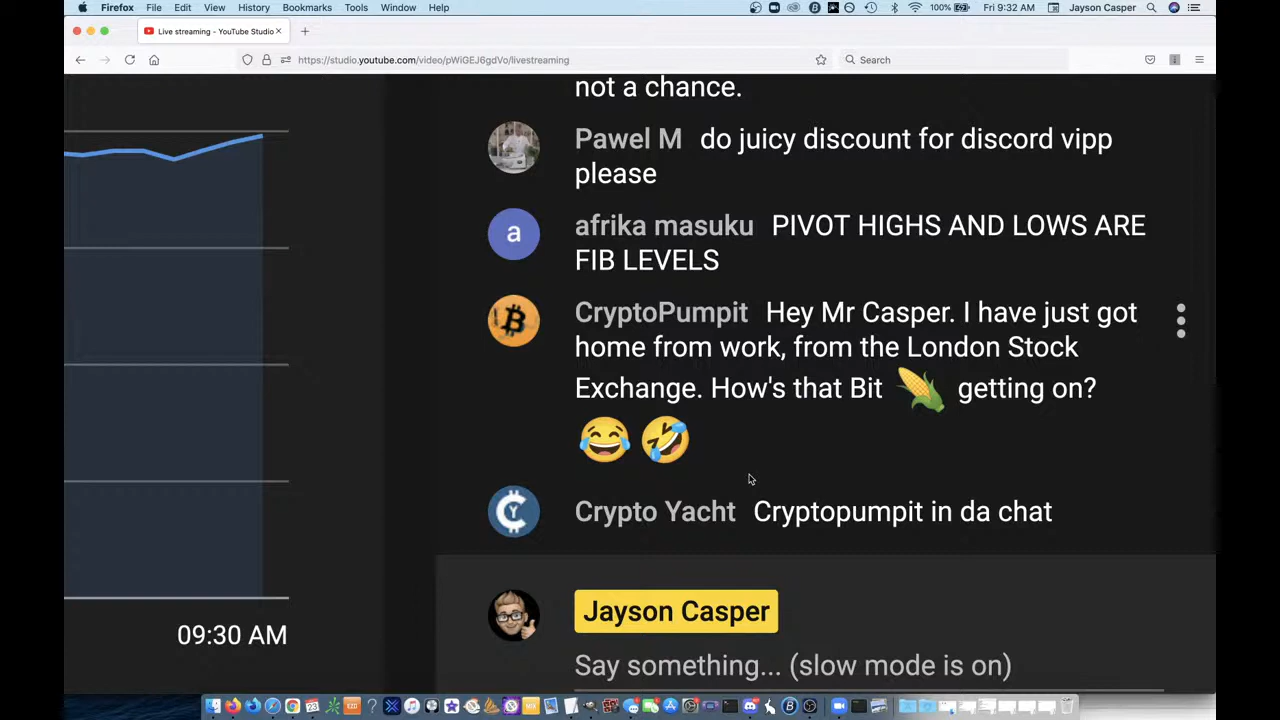 Firefox File Edit View History Bookmarks Tools Window Help 100% Fri 9:32 AM Jayson Casper
Live streaming - YouTube Studio
https://studio.youtube.com/video/pWiGEJ6gdVo/livestreaming Search
not a chance.
Pawel M do juicy discount for discord vipp
please
a afrika masuku PIVOT HIGHS AND LOWS ARE
FIB LEVELS
CryptoPumpit Hey Mr Casper. I have just got
home from work, from the London Stock
Exchange. How's that Bit 🌽 getting on?
😂 🤣
Crypto Yacht Cryptopumpit in da chat
Jayson Casper
09:30 AM
Say something... (slow mode is on)